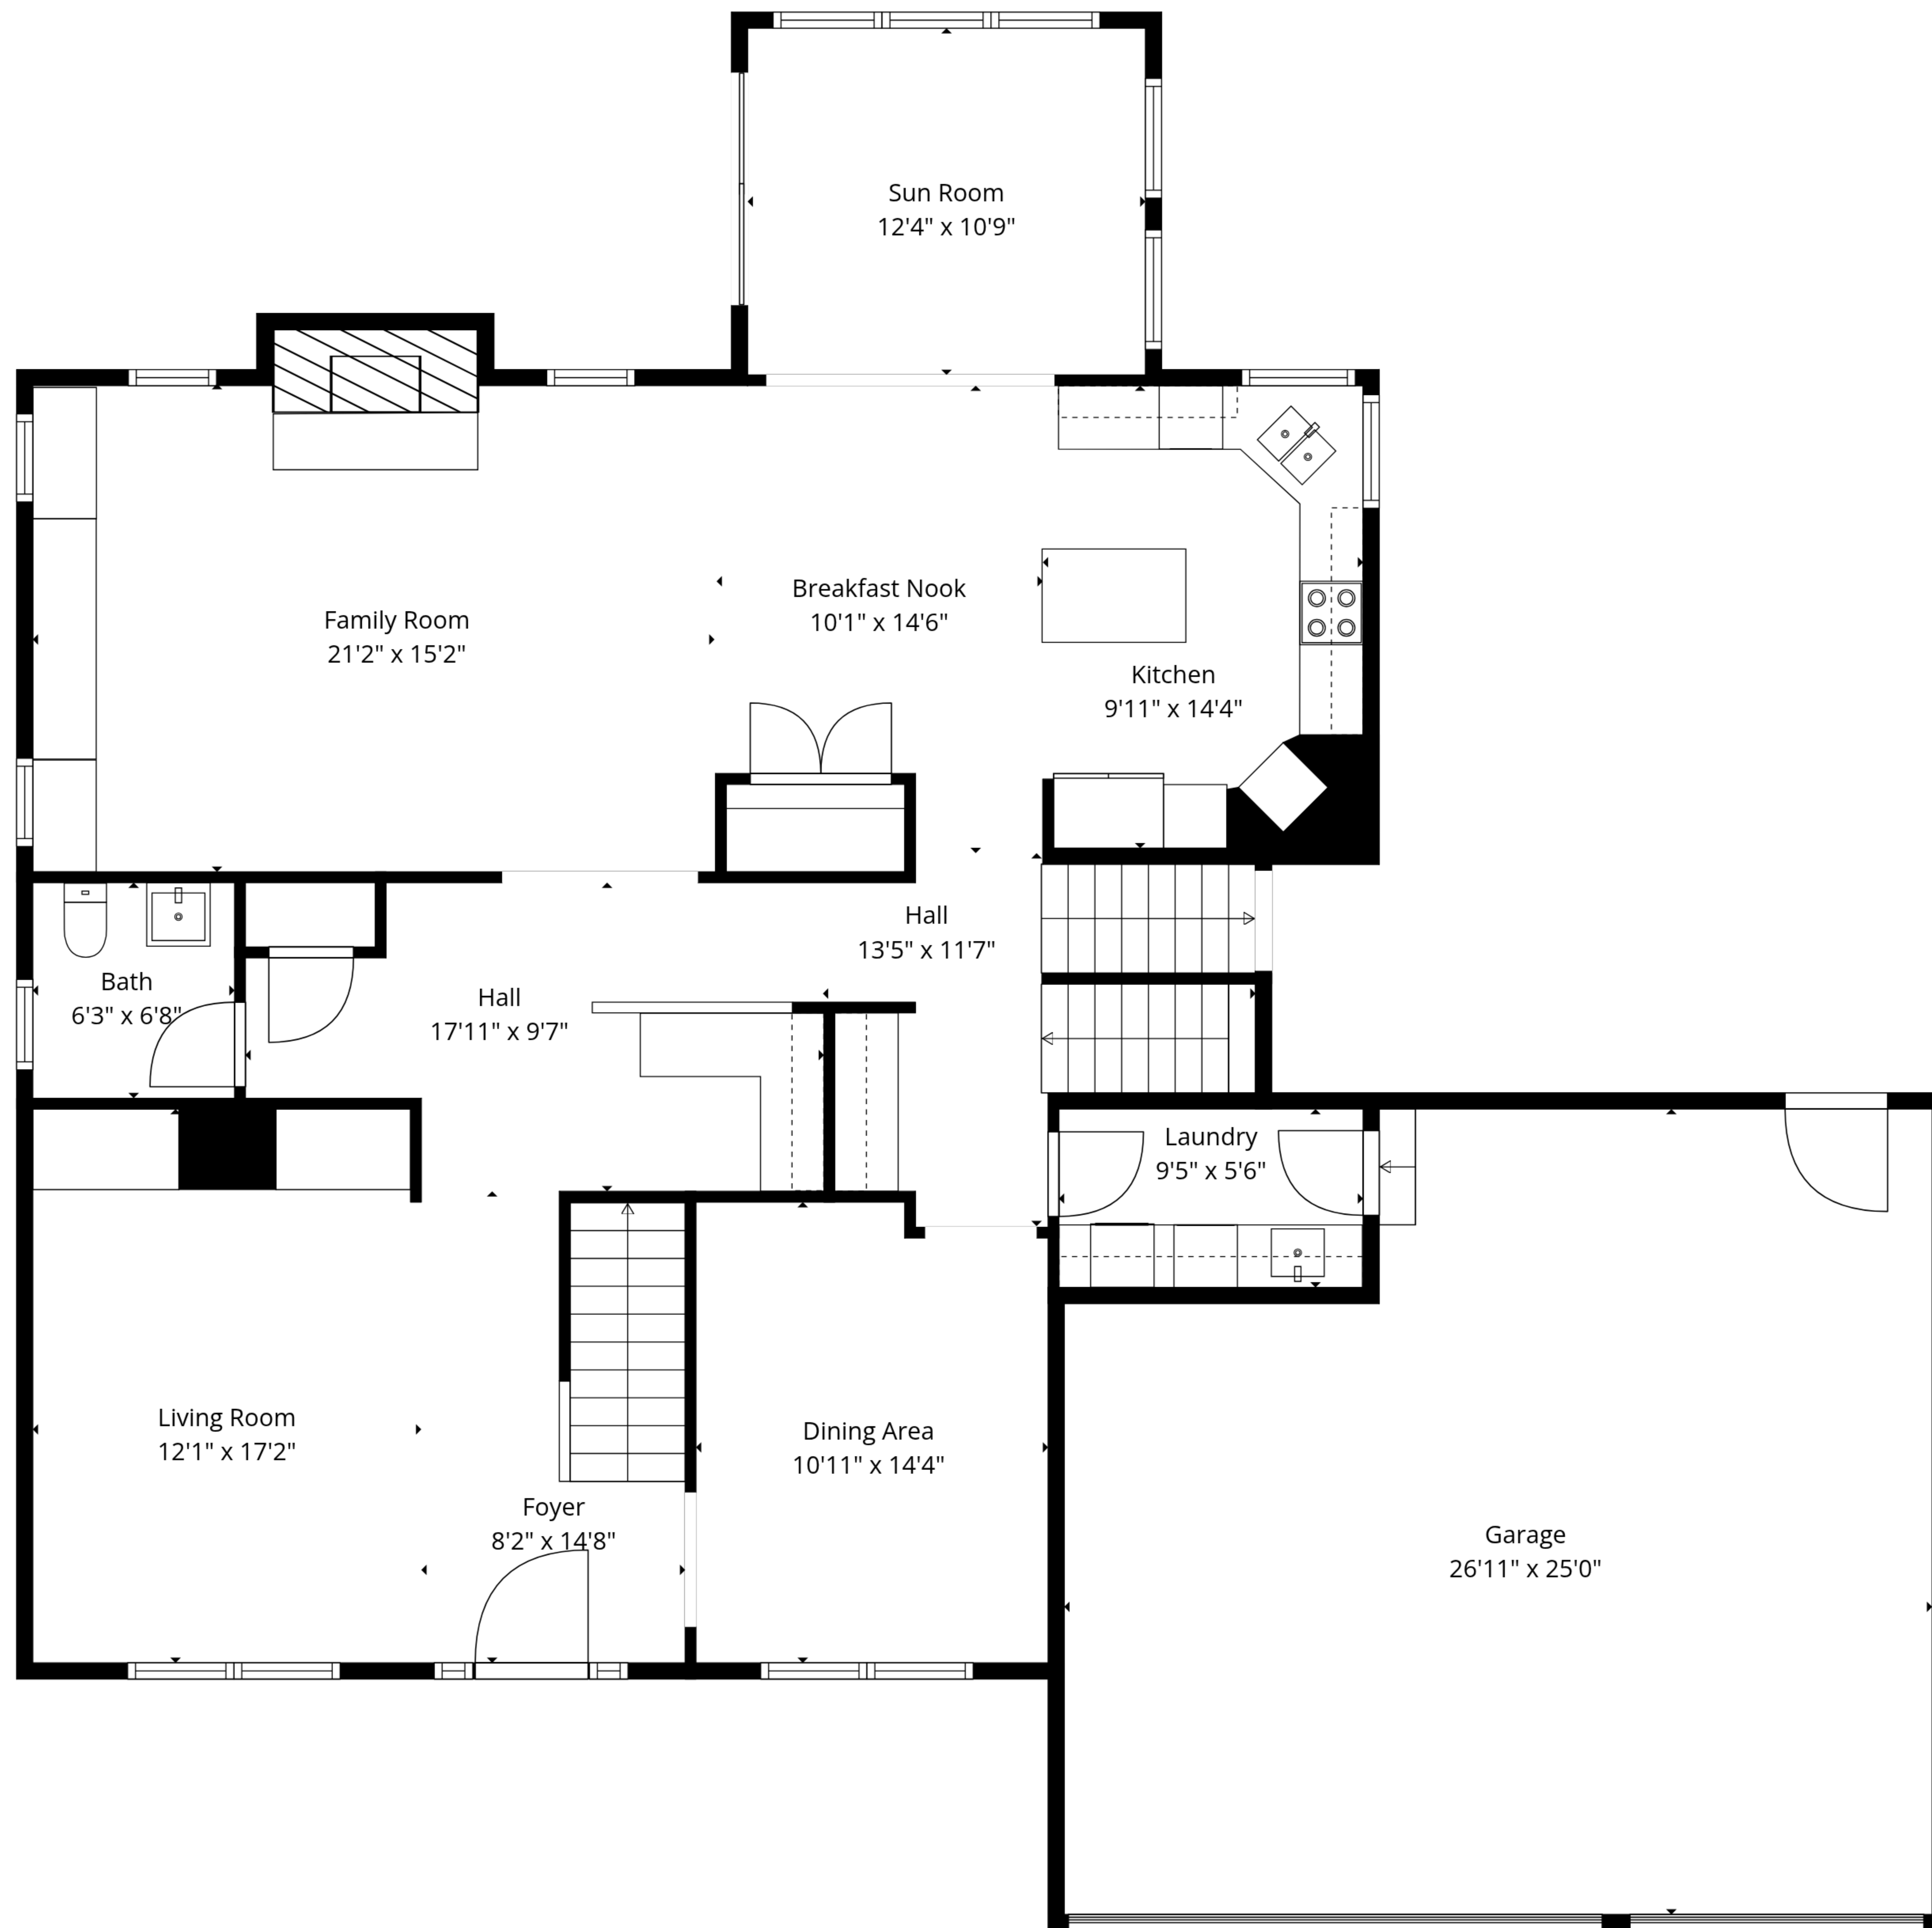 Sun Room
12'4" x 10'9"
Breakfast Nook
10'1" x 14'6"
Family Room
21'2" x 15'2"
Kitchen
9'11" x 14'4"
Hall
13'5" x 11'7"
Bath
6'3" x 6'8"
Hall
17'11" x 9'7"
Laundry
9'5" x 5'6"
Living Room
12'1" x 17'2"
Dining Area
10'11" x 14'4"
Foyer
8'2" x 14'8"
Garage
26'11" x 25'0"